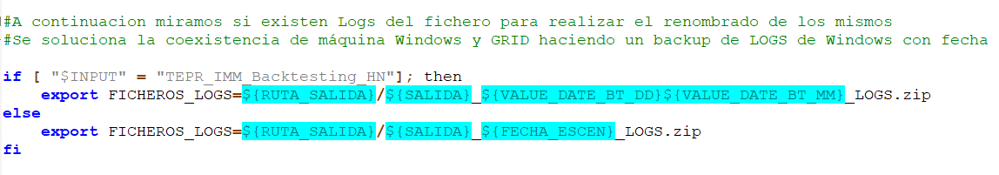 #A continuacion miramos si existen Logs del fichero para realizar el renombrado de los mismos
#Se soluciona la coexistencia de máquina Windows y GRID haciendo un backup de LOGS de Windows con fecha
if [ "$INPUT" = "TEPR_IMM_Backtesting_HN"]; then
    export FICHEROS_LOGS=${RUTA_SALIDA}/${SALIDA}_${VALUE_DATE_BT_DD}${VALUE_DATE_BT_MM}_LOGS.zip
else
    export FICHEROS_LOGS=${RUTA_SALIDA}/${SALIDA}_${FECHA_ESCEN}_LOGS.zip
fi